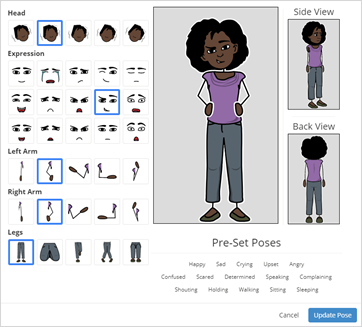 Head
Expression
Left Arm
Right Arm
Legs
Side View
Back View
Pre-Set Poses
Happy Sad Crying Upset Angry
Confused Scared Determined Speaking Complaining
Shouting Holding Walking Sitting Sleeping
Cancel Update Pose